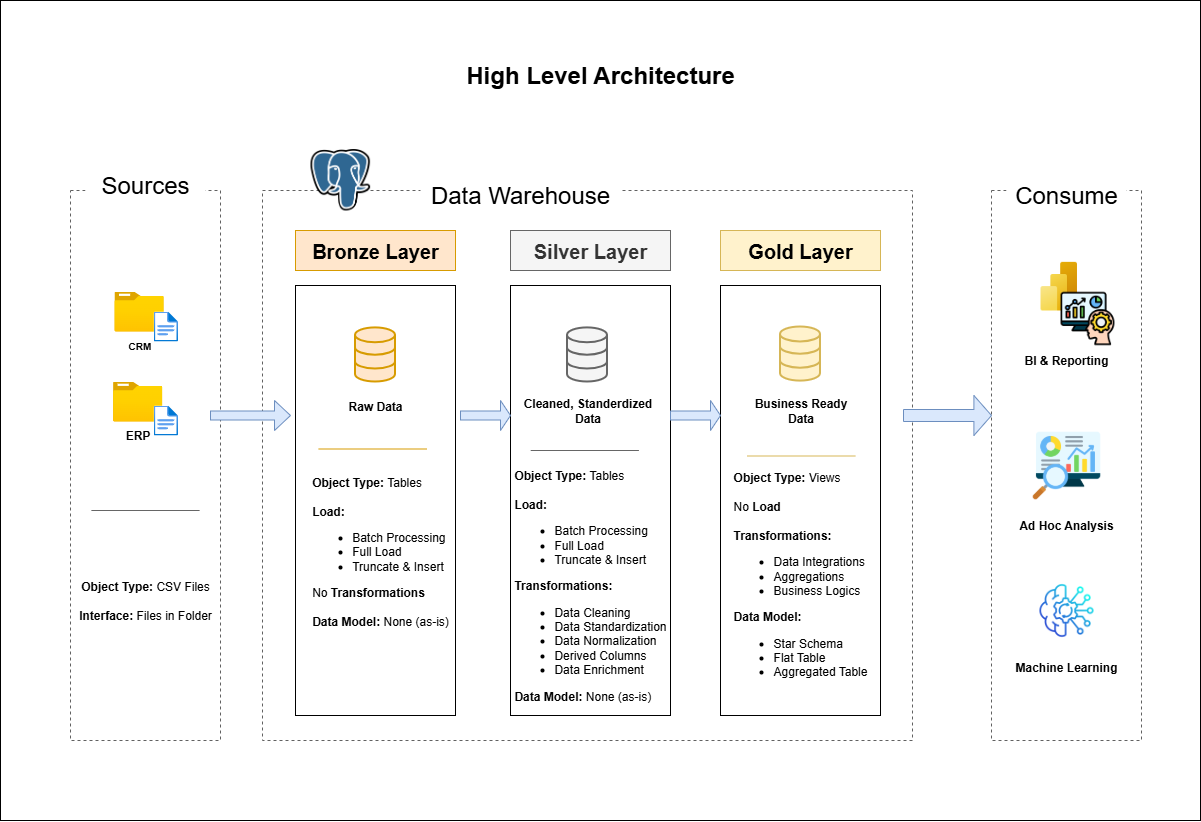 High Level Architecture
Sources
CRM
ERP
Object Type: CSV Files
Interface: Files in Folder
Data Warehouse
Bronze Layer
Raw Data
Object Type: Tables
Load:
• Batch Processing
• Full Load
• Truncate & Insert
No Transformations
Data Model: None (as-is)
Silver Layer
Cleaned, Standerdized
Data
Object Type: Tables
Load:
• Batch Processing
• Full Load
• Truncate & Insert
Transformations:
• Data Cleaning
• Data Standardization
• Data Normalization
• Derived Columns
• Data Enrichment
Data Model: None (as-is)
Gold Layer
Business Ready
Data
Object Type: Views
No Load
Transformations:
• Data Integrations
• Aggregations
• Business Logics
Data Model:
• Star Schema
• Flat Table
• Aggregated Table
Consume
BI & Reporting
Ad Hoc Analysis
Machine Learning